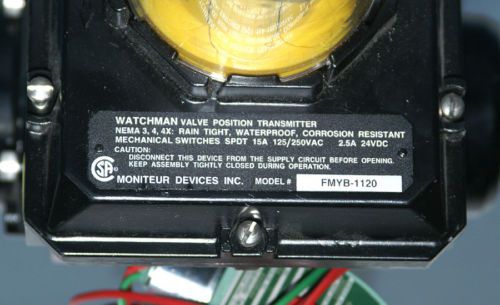 WATCHMAN VALVE POSITION TRANSMITTER
NEMA 3, 4, 4X: RAIN TIGHT, WATERPROOF, CORROSION RESISTANT
MECHANICAL SWITCHES SPDT 15A 125/250VAC 2.5A 24VDC
CAUTION:
DISCONNECT THIS DEVICE FROM THE SUPPLY CIRCUIT BEFORE OPENING.
KEEP ASSEMBLY TIGHTLY CLOSED DURING OPERATION.
MONITEUR DEVICES INC. MODEL # FMYB-1120